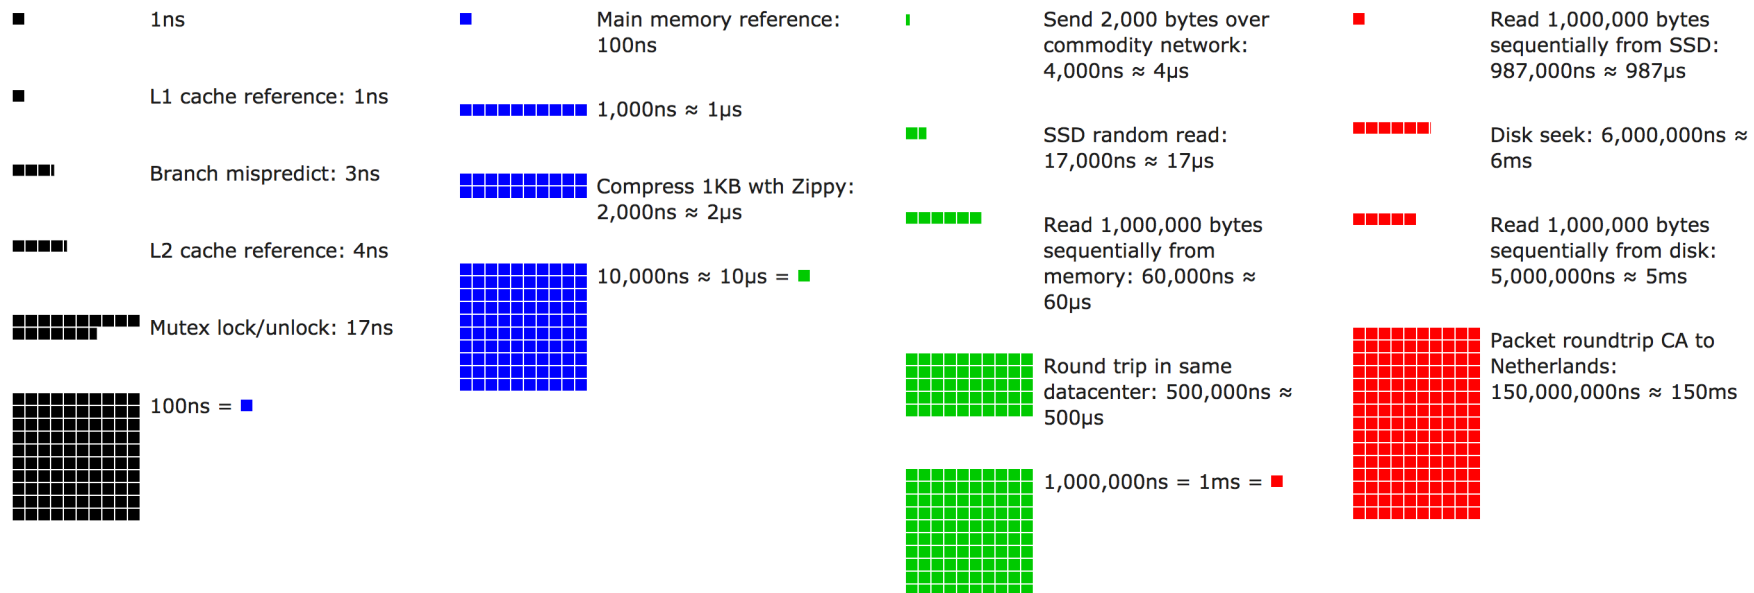 1ns
L1 cache reference: 1ns
Branch mispredict: 3ns
L2 cache reference: 4ns
Mutex lock/unlock: 17ns
100ns =
Main memory reference:
100ns
1,000ns ≈ 1μs
Compress 1KB wth Zippy:
2,000ns ≈ 2μs
10,000ns ≈ 10μs =
Send 2,000 bytes over
commodity network:
4,000ns ≈ 4μs
SSD random read:
17,000ns ≈ 17μs
Read 1,000,000 bytes
sequentially from
memory: 60,000ns ≈
60μs
Round trip in same
datacenter: 500,000ns ≈
500μs
1,000,000ns = 1ms =
Read 1,000,000 bytes
sequentially from SSD:
987,000ns ≈ 987μs
Disk seek: 6,000,000ns ≈
6ms
Read 1,000,000 bytes
sequentially from disk:
5,000,000ns ≈ 5ms
Packet roundtrip CA to
Netherlands:
150,000,000ns ≈ 150ms